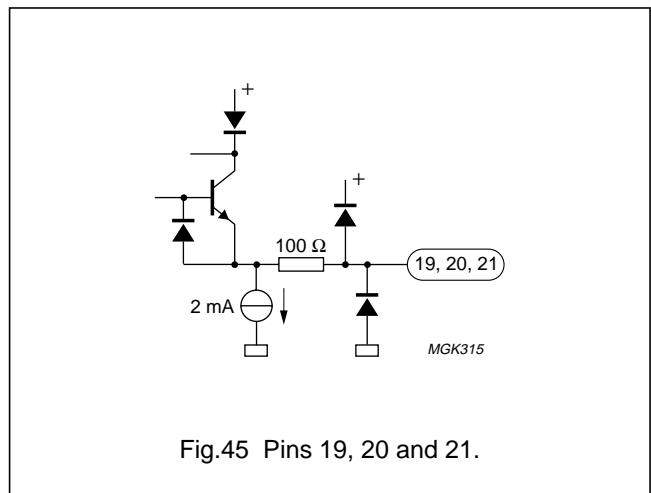 +
+
100 Ω
19, 20, 21
2 mA
MGK315
Fig.45 Pins 19, 20 and 21.